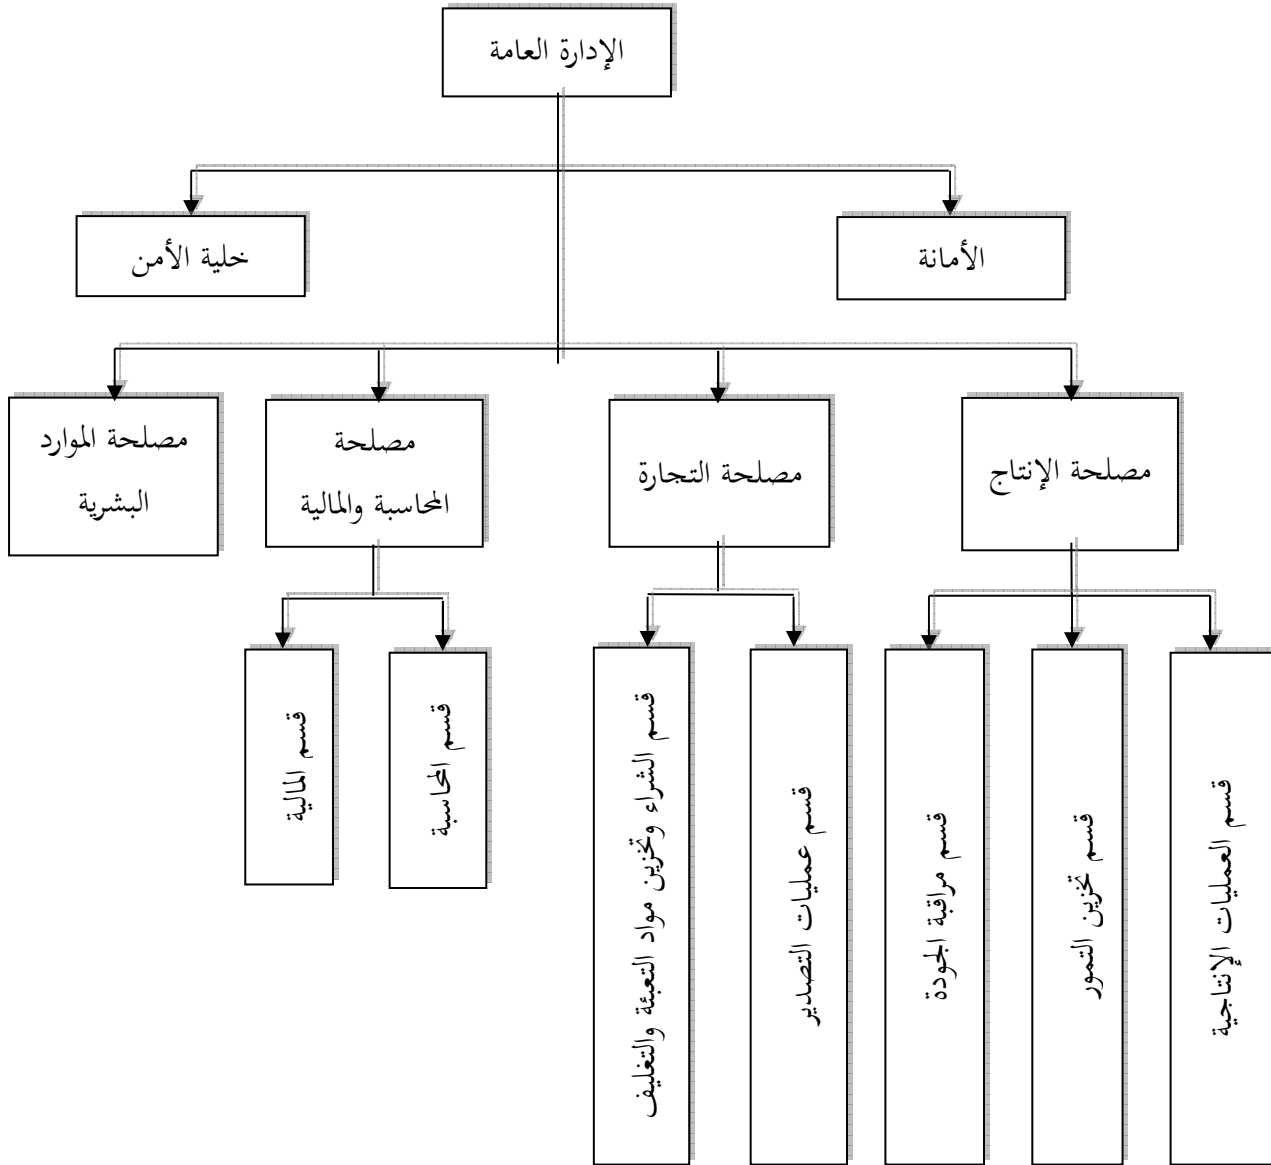 الإدارة العامة
الأمانة
خلية الأمن
مصلحة الإنتاج
مصلحة التجارة
مصلحة
المحاسبة والمالية
مصلحة الموارد
البشرية
قسم العمليات الإنتاجية
قسم تخزين التمور
قسم مراقبة الجودة
قسم عمليات التصدير
قسم الشراء وتخزين مواد التعبئة والتغليف
قسم المحاسبة
قسم المالية